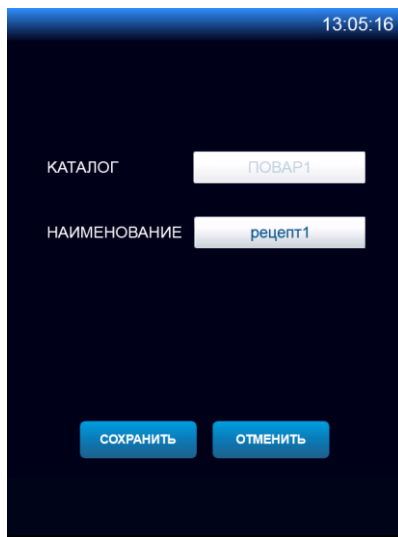 13:05:16
КАТАЛОГ ПОВАР1
НАИМЕНОВАНИЕ рецепт1
СОХРАНИТЬ ОТМЕНИТЬ